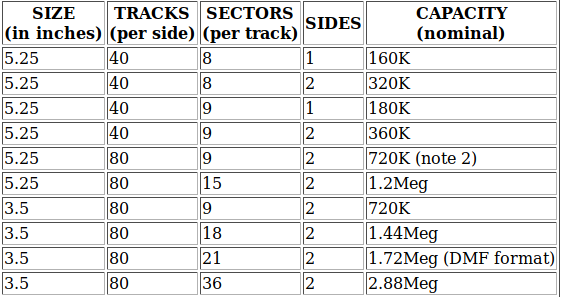 SIZE TRACKS SECTORS SIDES CAPACITY
(in inches) (per side) (per track) (nominal)
5.25 40 8 1 160K
5.25 40 8 2 320K
5.25 40 9 1 180K
5.25 40 9 2 360K
5.25 80 9 2 720K (note 2)
5.25 80 15 2 1.2Meg
3.5 80 9 2 720K
3.5 80 18 2 1.44Meg
3.5 80 21 2 1.72Meg (DMF format)
3.5 80 36 2 2.88Meg